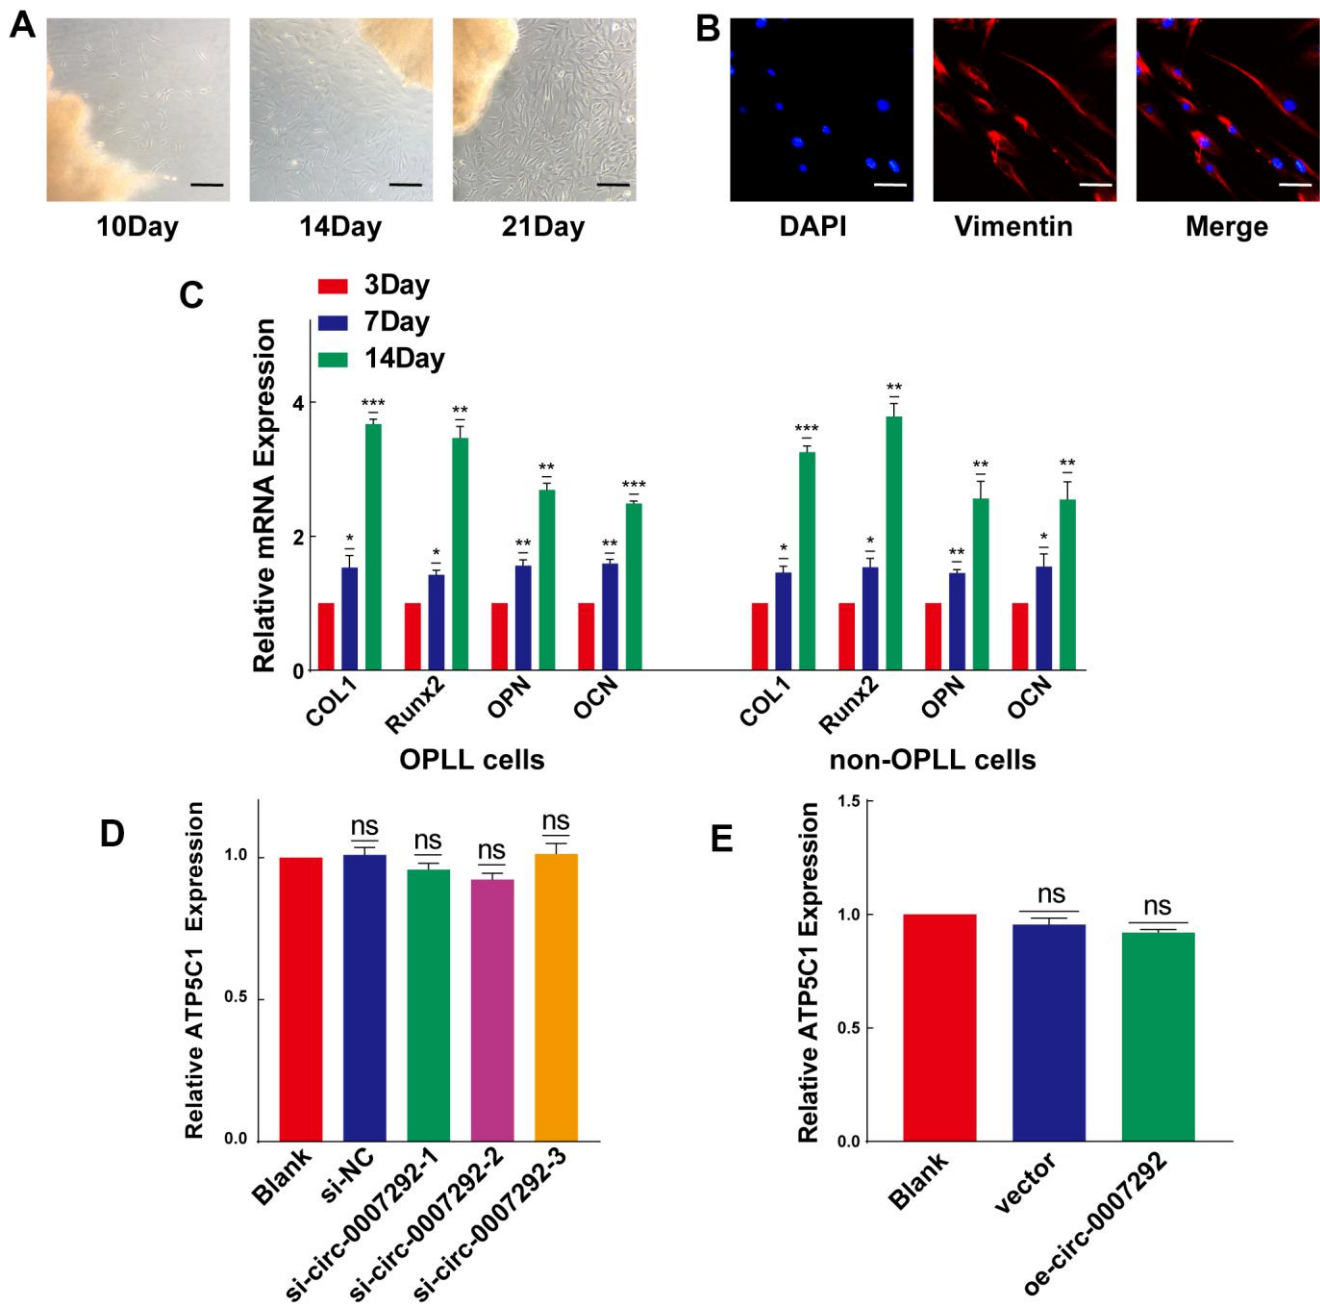 A
10Day 14Day 21Day
B
DAPI Vimentin Merge
C
3Day
7Day
14Day
Relative mRNA Expression
4
2
0
*** ** ** *** *** ** ** **
* * ** ** * * ** *
COL1 Runx2 OPN OCN COL1 Runx2 OPN OCN
OPLL cells non-OPLL cells
D
Relative ATP5C1 Expression
1.0
0.5
0.0
ns ns ns ns
Blank si-NC si-circ-0007292-1 si-circ-0007292-2 si-circ-0007292-3
E
Relative ATP5C1 Expression
1.5
1.0
0.5
0.0
ns ns
Blank vector oe-circ-0007292